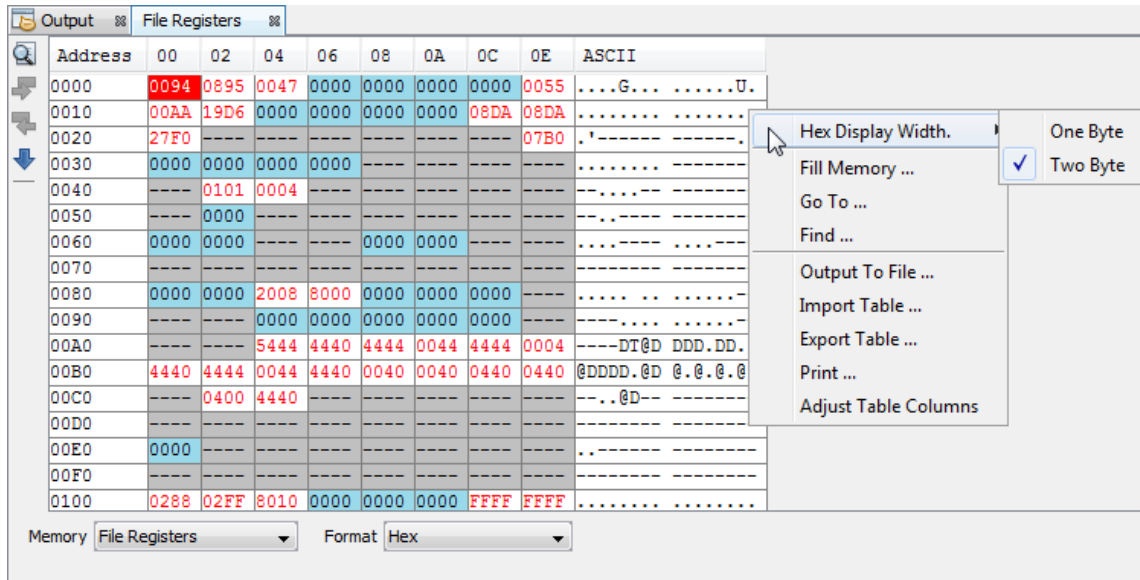 Output File Registers
Address 00 02 04 06 08 0A 0C 0E ASCII
0000 0094 0895 0047 0000 0000 0000 0000 0055 ....G... ......U.
0010 00AA 19D6 0000 0000 0000 0000 08DA 08DA ........ .......
0020 27F0 ---- ---- ---- ---- ---- ---- 07B0 .'------ ------.
0030 0000 0000 0000 0000 ---- ---- ---- ---- ........ -------
0040 ---- 0101 0004 ---- ---- ---- ---- ---- --....-- -------
0050 ---- 0000 ---- ---- ---- ---- ---- ---- --..---- -------
0060 0000 0000 ---- ---- 0000 0000 ---- ---- ....---- ....---
0070 ---- ---- ---- ---- ---- ---- ---- ---- -------- -------
0080 0000 0000 2008 8000 0000 0000 0000 ---- ..... .. ......-
0090 ---- ---- 0000 0000 0000 0000 0000 ---- ----.... ......-
00A0 ---- ---- 5444 4440 4444 0044 4444 0004 ----DT@D DDD.DD.
00B0 4440 4444 0044 4440 0040 0040 0440 0440 @DDDD.@D @.@.@.@
00C0 ---- 0400 4440 ---- ---- ---- ---- ---- --..@D-- -------
00D0 ---- ---- ---- ---- ---- ---- ---- ---- -------- --------
00E0 0000 ---- ---- ---- ---- ---- ---- ---- ..------ --------
00F0 ---- ---- ---- ---- ---- ---- ---- ---- -------- --------
0100 0288 02FF 8010 0000 0000 0000 FFFF FFFF ........ ........
Hex Display Width.
Fill Memory ...
Go To ...
Find ...
Output To File ...
Import Table ...
Export Table ...
Print ...
Adjust Table Columns
One Byte
Two Byte
Memory File Registers Format Hex